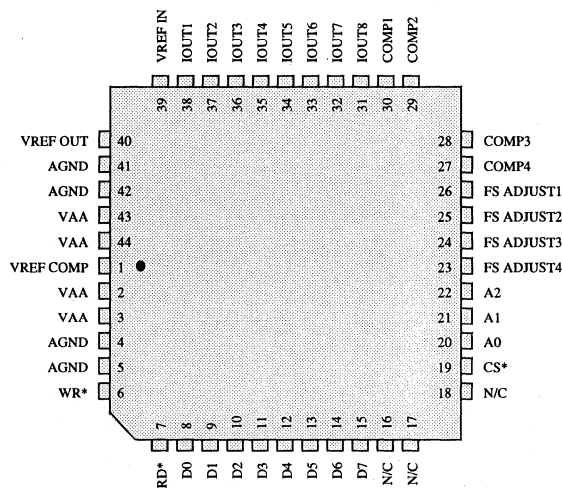 VREF IN
IOUT1
IOUT2
IOUT3
IOUT4
IOUT5
IOUT6
IOUT7
IOUT8
COMP1
COMP2
39 38 37 36 35 34 33 32 31 30 29
VREF OUT 40 28 COMP3
AGND 41 27 COMP4
AGND 42 26 FS ADJUST1
VAA 43 25 FS ADJUST2
VAA 44 24 FS ADJUST3
VREF COMP 1 23 FS ADJUST4
VAA 2 22 A2
VAA 3 21 A1
AGND 4 20 A0
AGND 5 19 CS*
WR* 6 18 N/C
7 8 9 10 11 12 13 14 15 16 17
RD*
D0
D1
D2
D3
D4
D5
D6
D7
N/C
N/C